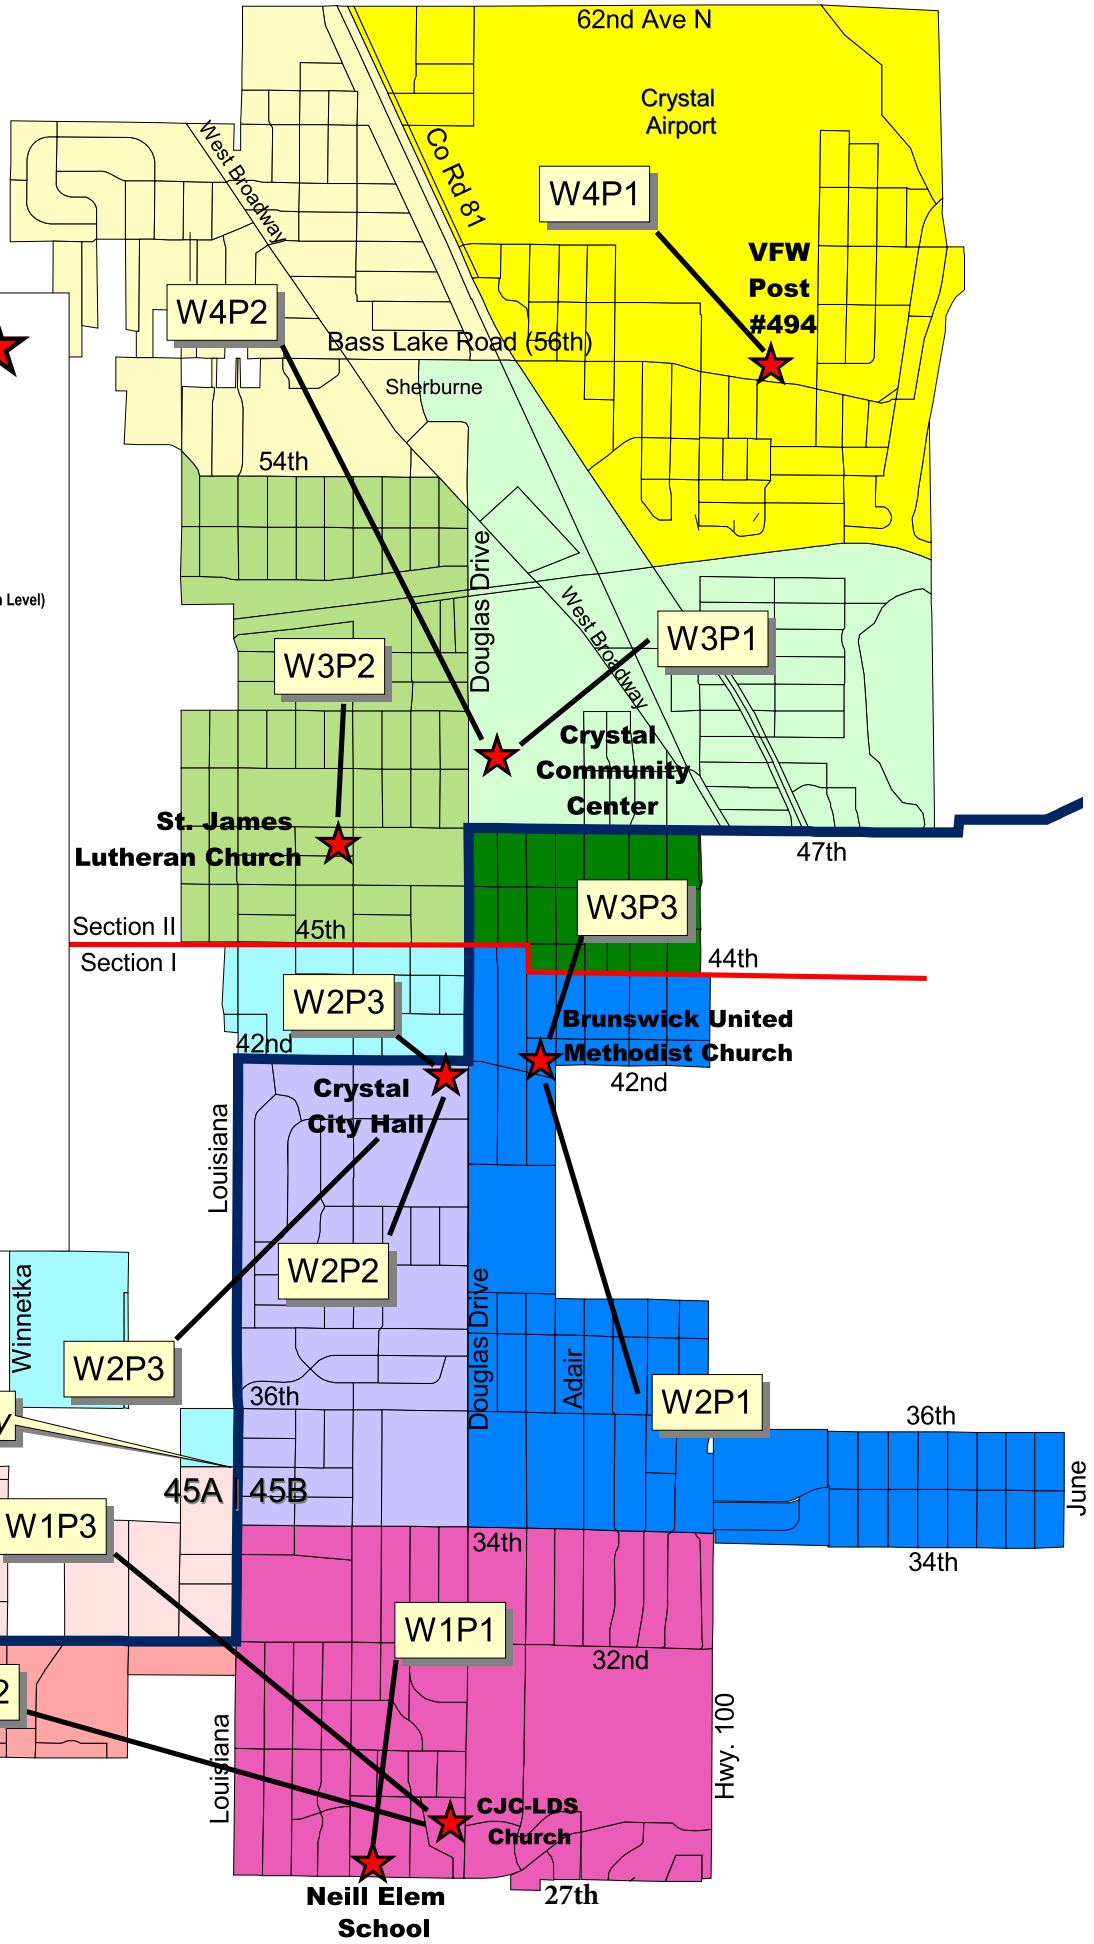 62nd Ave N
Crystal
Airport
West Broadway
Co Rd 81
W4P1
VFW
Post
#494
W4P2
Bass Lake Road (56th)
Sherburne
54th
Level)
Douglas Drive
West Broadway
W3P1
W3P2
Crystal
Community
Center
St. James
Lutheran Church
47th
W3P3
Section II
45th
Section I
44th
W2P3
Brunswick United
Methodist Church
42nd
42nd
Crystal
City Hall
Louisiana
W2P2
Winnetka
Douglas Drive
W2P3
Adair
36th
W2P1
y
36th
45A | 45B
June
W1P3
34th
34th
W1P1
32nd
2
Hwy. 100
Louisiana
CJC-LDS
Church
Neill Elem
School
27th